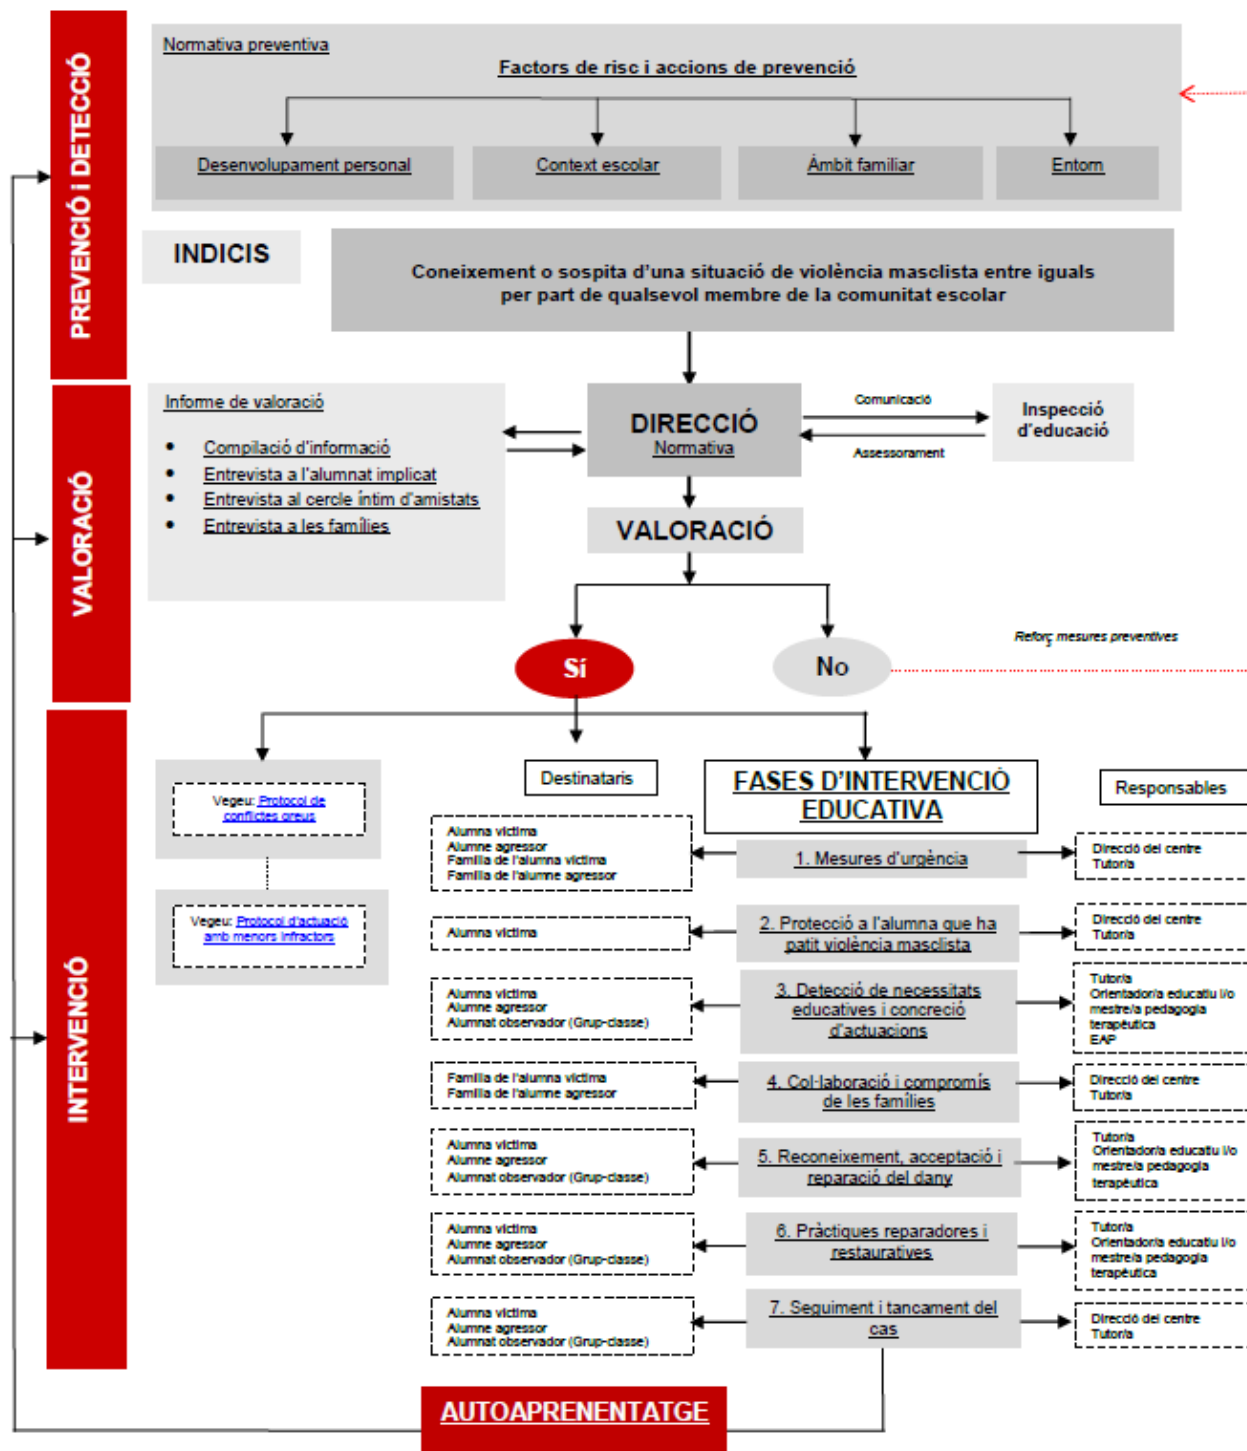 PREVENCIÓ i DETECCIÓ
Normativa preventiva
Factors de risc i accions de prevenció
Desenvolupament personal
Context escolar
Àmbit familiar
Entorn
INDICIS
Coneixement o sospita d'una situació de violència masclista entre iguals
per part de qualsevol membre de la comunitat escolar
VALORACIÓ
Informe de valoració
• Compilació d'informació
• Entrevista a l'alumnat implicat
• Entrevista al cercle íntim d'amistats
• Entrevista a les famílies
DIRECCIÓ
Normativa
Comunicació
Assessorament
Inspecció
d'educació
VALORACIÓ
Sí
No
Reforç mesures preventives
INTERVENCIÓ
Vegeu: Protocol de
conflictes greus
Vegeu: Protocol d'actuació
amb menors infractors
Destinataris
FASES D'INTERVENCIÓ
EDUCATIVA
Responsables
Alumna víctima
Alumne agressor
Família de l'alumna víctima
Família de l'alumne agressor
1. Mesures d'urgència
Direcció del centre
Tutor/a
Alumna víctima
2. Protecció a l'alumna que ha
patit violència masclista
Direcció del centre
Tutor/a
Alumna víctima
Alumne agressor
Alumnat observador (Grup-classe)
3. Detecció de necessitats
educatives i concreció
d'actuacions
Tutor/a
Orientador/a educatiu i/o
mestre/a pedagogia
terapèutica
EAP
Família de l'alumna víctima
Família de l'alumne agressor
4. Col·laboració i compromís
de les famílies
Direcció del centre
Tutor/a
Alumna víctima
Alumne agressor
Alumnat observador (Grup-classe)
5. Reconeixement, acceptació i
reparació del dany
Tutor/a
Orientador/a educatiu i/o
mestre/a pedagogia
terapèutica
Alumna víctima
Alumne agressor
Alumnat observador (Grup-classe)
6. Pràctiques reparadores i
restauratives
Tutor/a
Orientador/a educatiu i/o
mestre/a pedagogia
terapèutica
Alumna víctima
Alumne agressor
Alumnat observador (Grup-classe)
7. Seguiment i tancament del
cas
Direcció del centre
Tutor/a
AUTOAPRENENTATGE